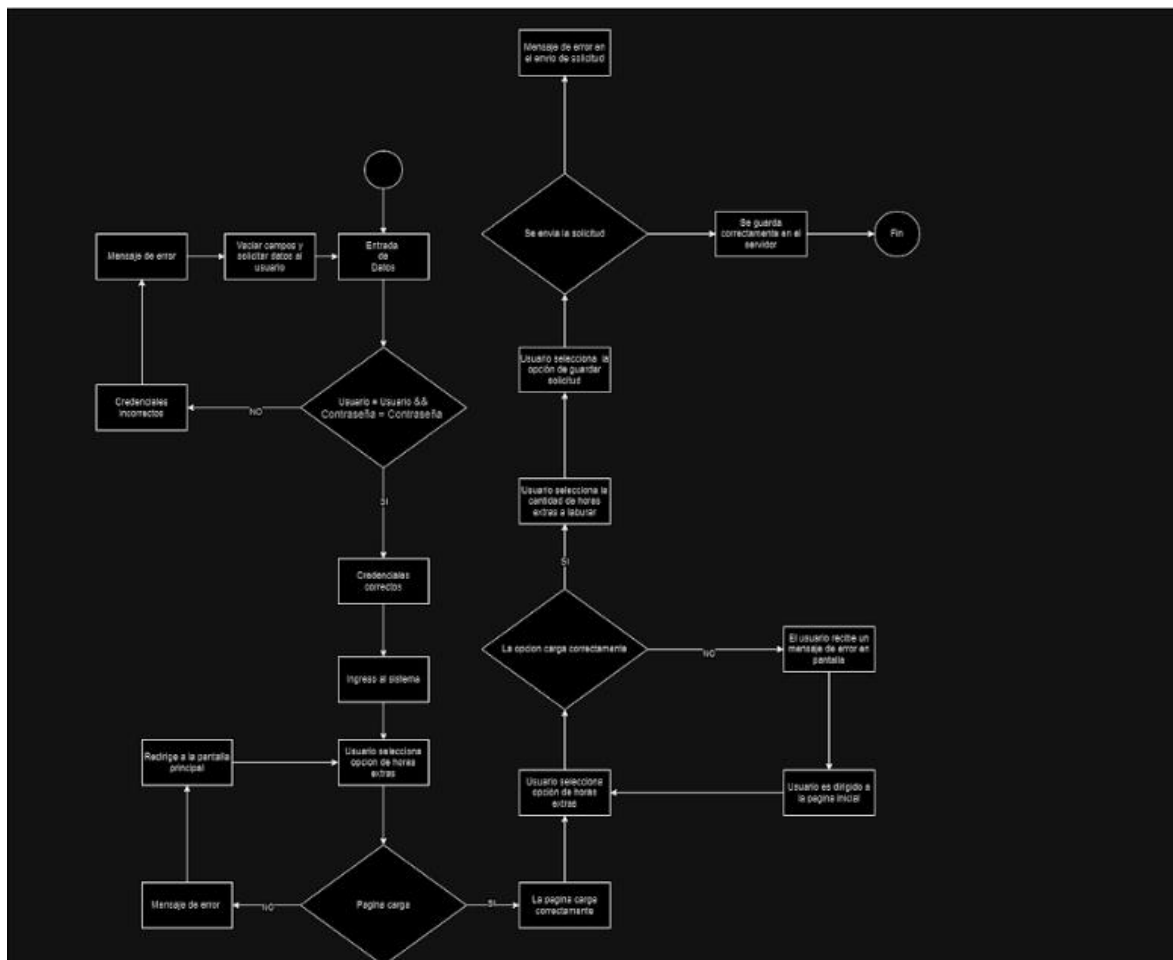 Mensaje de error en
el envio de solicitud
Se envia la solicitud
Se guarda
correctamente en el
servidor
Fin
Mensaje de error
Vaciar campos y
solicitar datos al
usuario
Entrada
de
Datos
Credenciales
incorrectos
NO
Usuario = Usuario &&
Contraseña = Contraseña
SI
Usuario selecciona la
opción de guardar
solicitud
Usuario selecciona la
cantidad de horas
extras a laburar
SI
Credenciales
correctos
La opcion carga correctamente
NO
El usuario recibe un
mensaje de error en
pantalla
Ingreso al sistema
Redirige a la pantalla
principal
Usuario selecciona
opcion de horas
extras
Usuario selecciona
opción de horas
extras
Usuario es dirigido a
la pagina inicial
Mensaje de error
NO
Pagina carga
SI
La pagina carga
correctamente